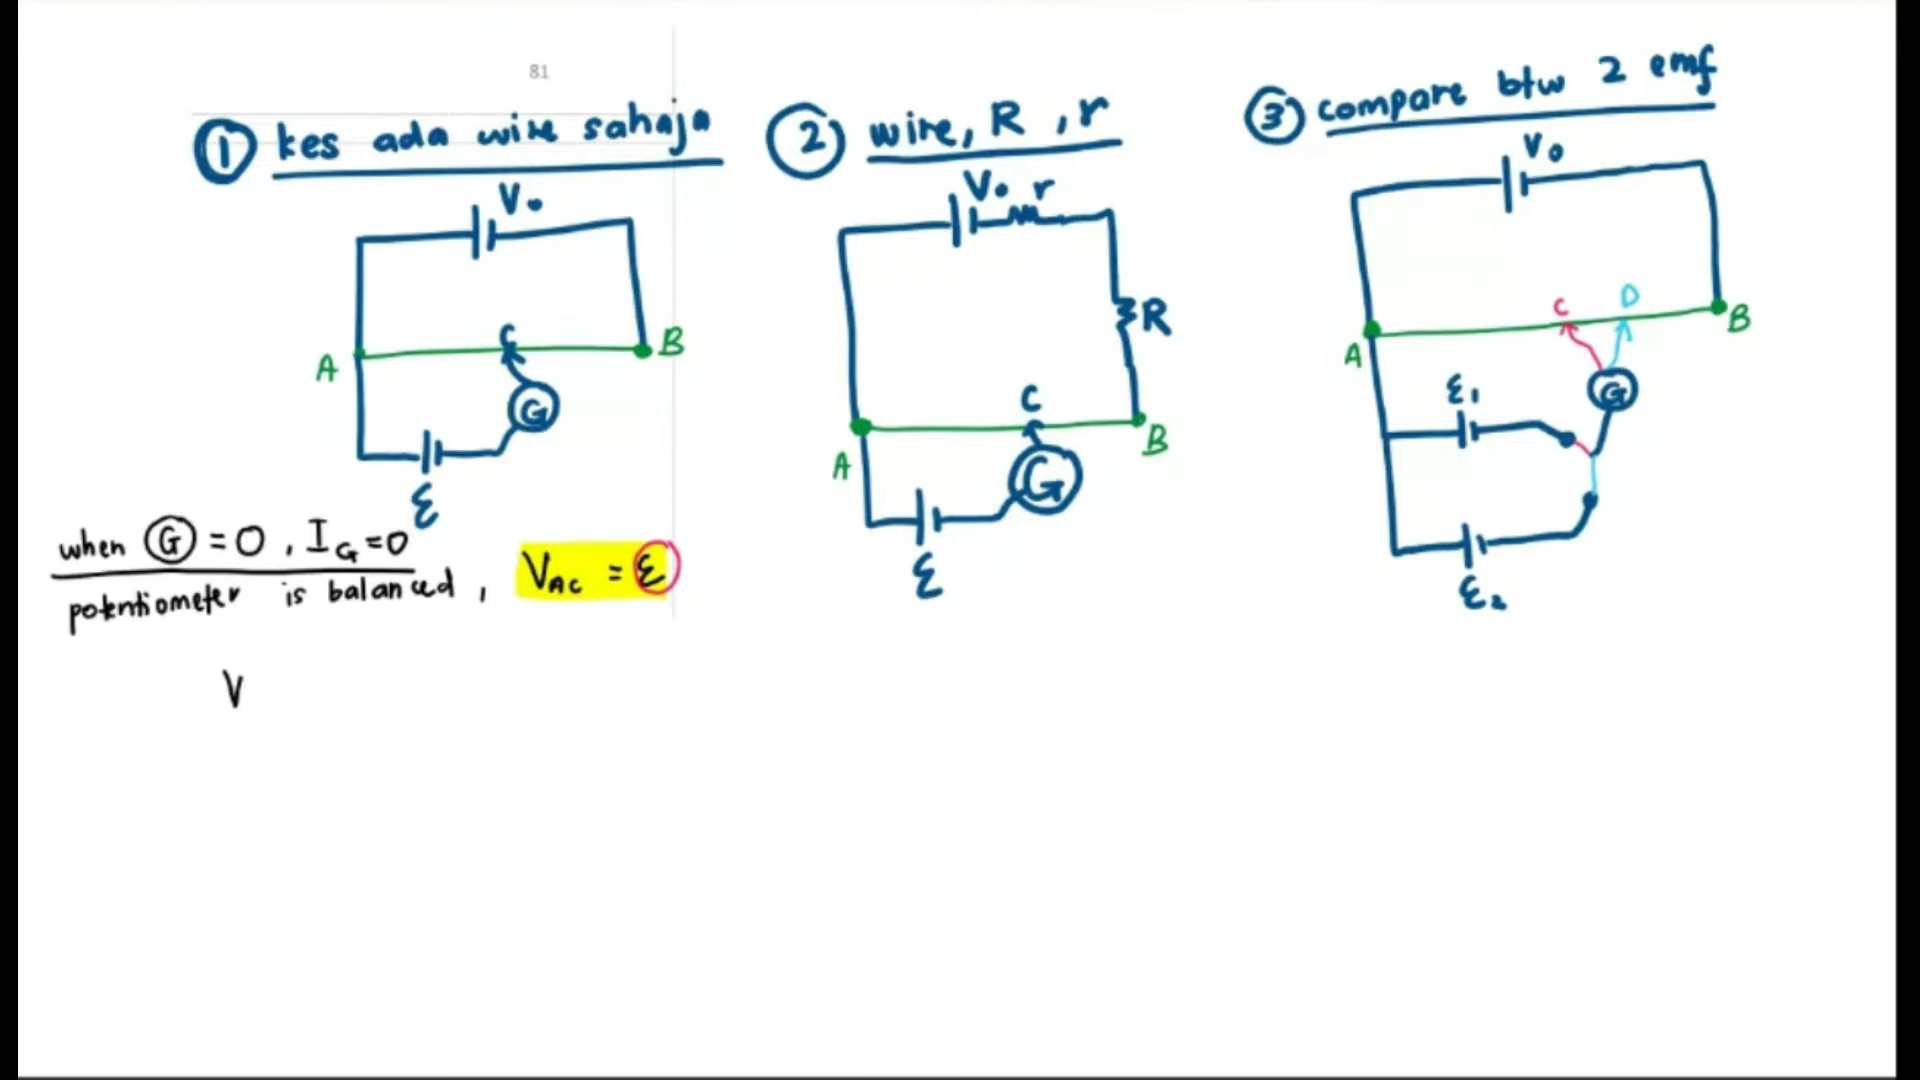 81
① kes ada wire sahaja
V₀
C
A
B
G
ε
when G = 0 , I_G = 0
potentiometer is balanced ,
V_AC = ε
V
② wire, R , r
V₀ r
R
C
A
B
G
ε
③ compare btw 2 emf
V₀
C
D
B
A
G
ε₁
ε₂